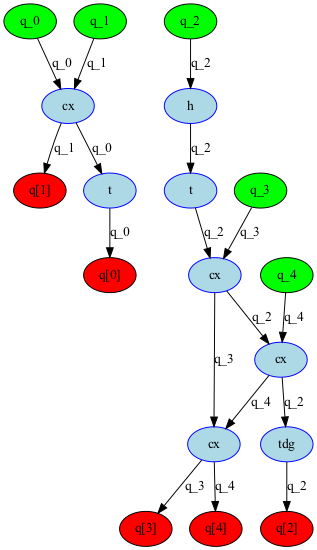 q_0 q_1 q_2
q_0 q_1 q_2
cx h
q_1 q_0 q_2
q[1] t t q_3
q_0 q_2 q_3
q[0] cx q_4
q_2 q_4
q_3 cx
q_4 q_2
cx tdg
q_3 q_4 q_2
q[3] q[4] q[2]